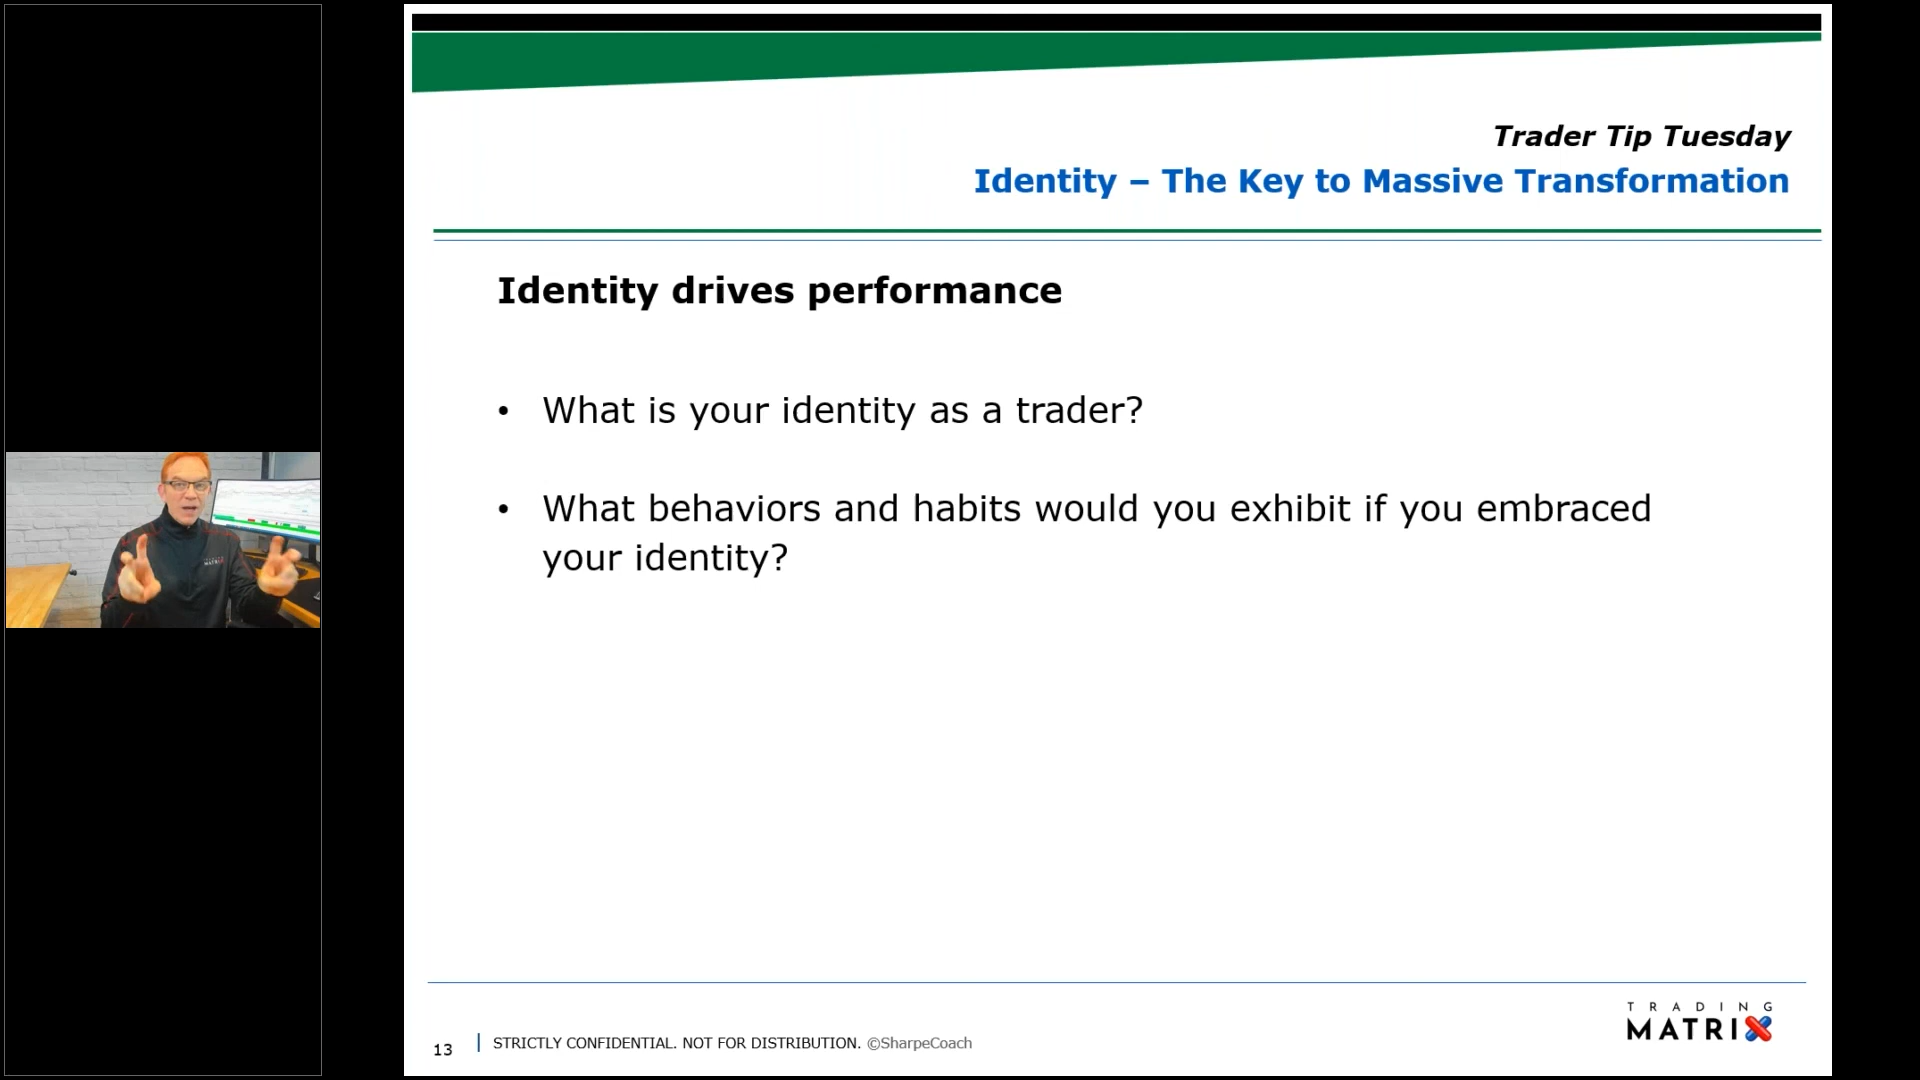 Trader Tip Tuesday
Identity – The Key to Massive Transformation
Identity drives performance
• What is your identity as a trader?
• What behaviors and habits would you exhibit if you embraced
your identity?
13
STRICTLY CONFIDENTIAL. NOT FOR DISTRIBUTION. ©SharpeCoach
TRADING
MATRIX
MATRIX